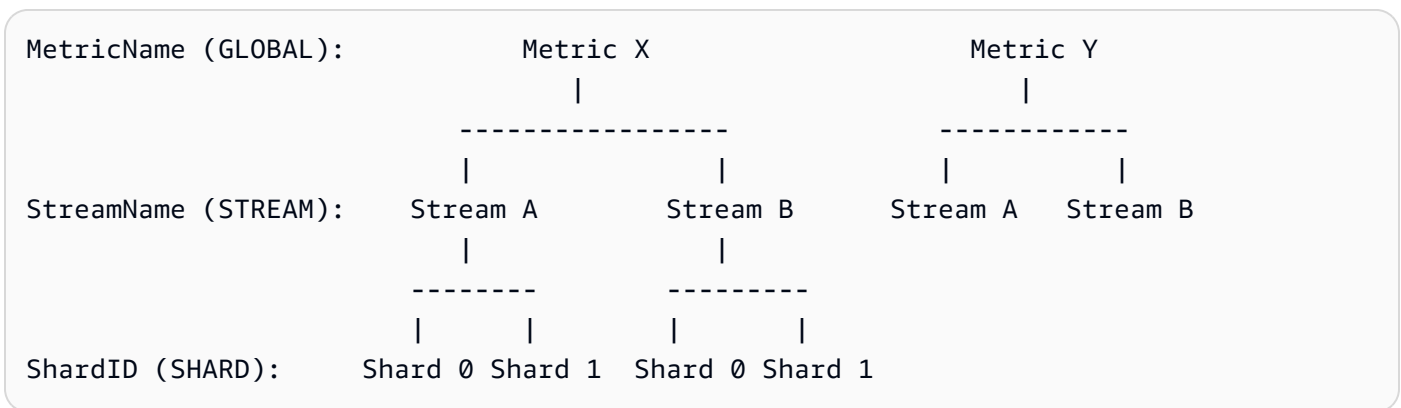 MetricName (GLOBAL):           Metric X                    Metric Y
                                  |                           |
                           -----------------            ------------
                           |               |            |          |
StreamName (STREAM):    Stream A        Stream B      Stream A   Stream B
                           |               |
                        --------        ---------
                        |      |        |       |
ShardID (SHARD):     Shard 0 Shard 1  Shard 0 Shard 1